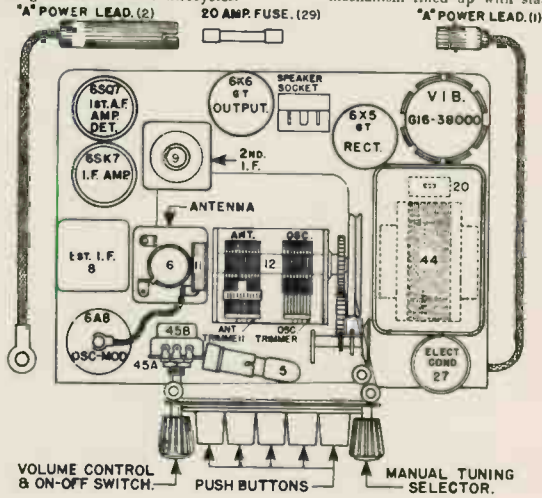 "A" POWER LEAD. (2)
20 AMP. FUSE. (29)
"A" POWER LEAD. (1)
6SQ7
1ST. A.F.
AMP.
DET.
6X6
GT
OUTPUT.
SPEAKER
SOCKET
6X5
GT
RECT.
VIB.
G16-38000
6SK7
I.F. AMP
9
2ND.
I.F.
20
ANTENNA
1ST. I.F.
8
6
11
ANT.
12
OSC.
44
6A8
OSC-MOD
45B
45A
ANT
TRIMMER
OSC
TRIMMER
5
ELECT
COND
27
VOLUME CONTROL
& ON-OFF SWITCH.
PUSH BUTTONS
MANUAL TUNING
SELECTOR.